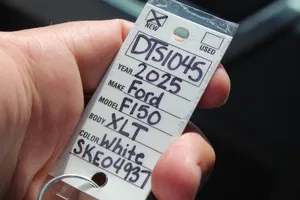 NEW USED
DTS1045
YEAR 2025
MAKE Ford
MODEL F150
BODY XLT
COLOR White
SKE04937